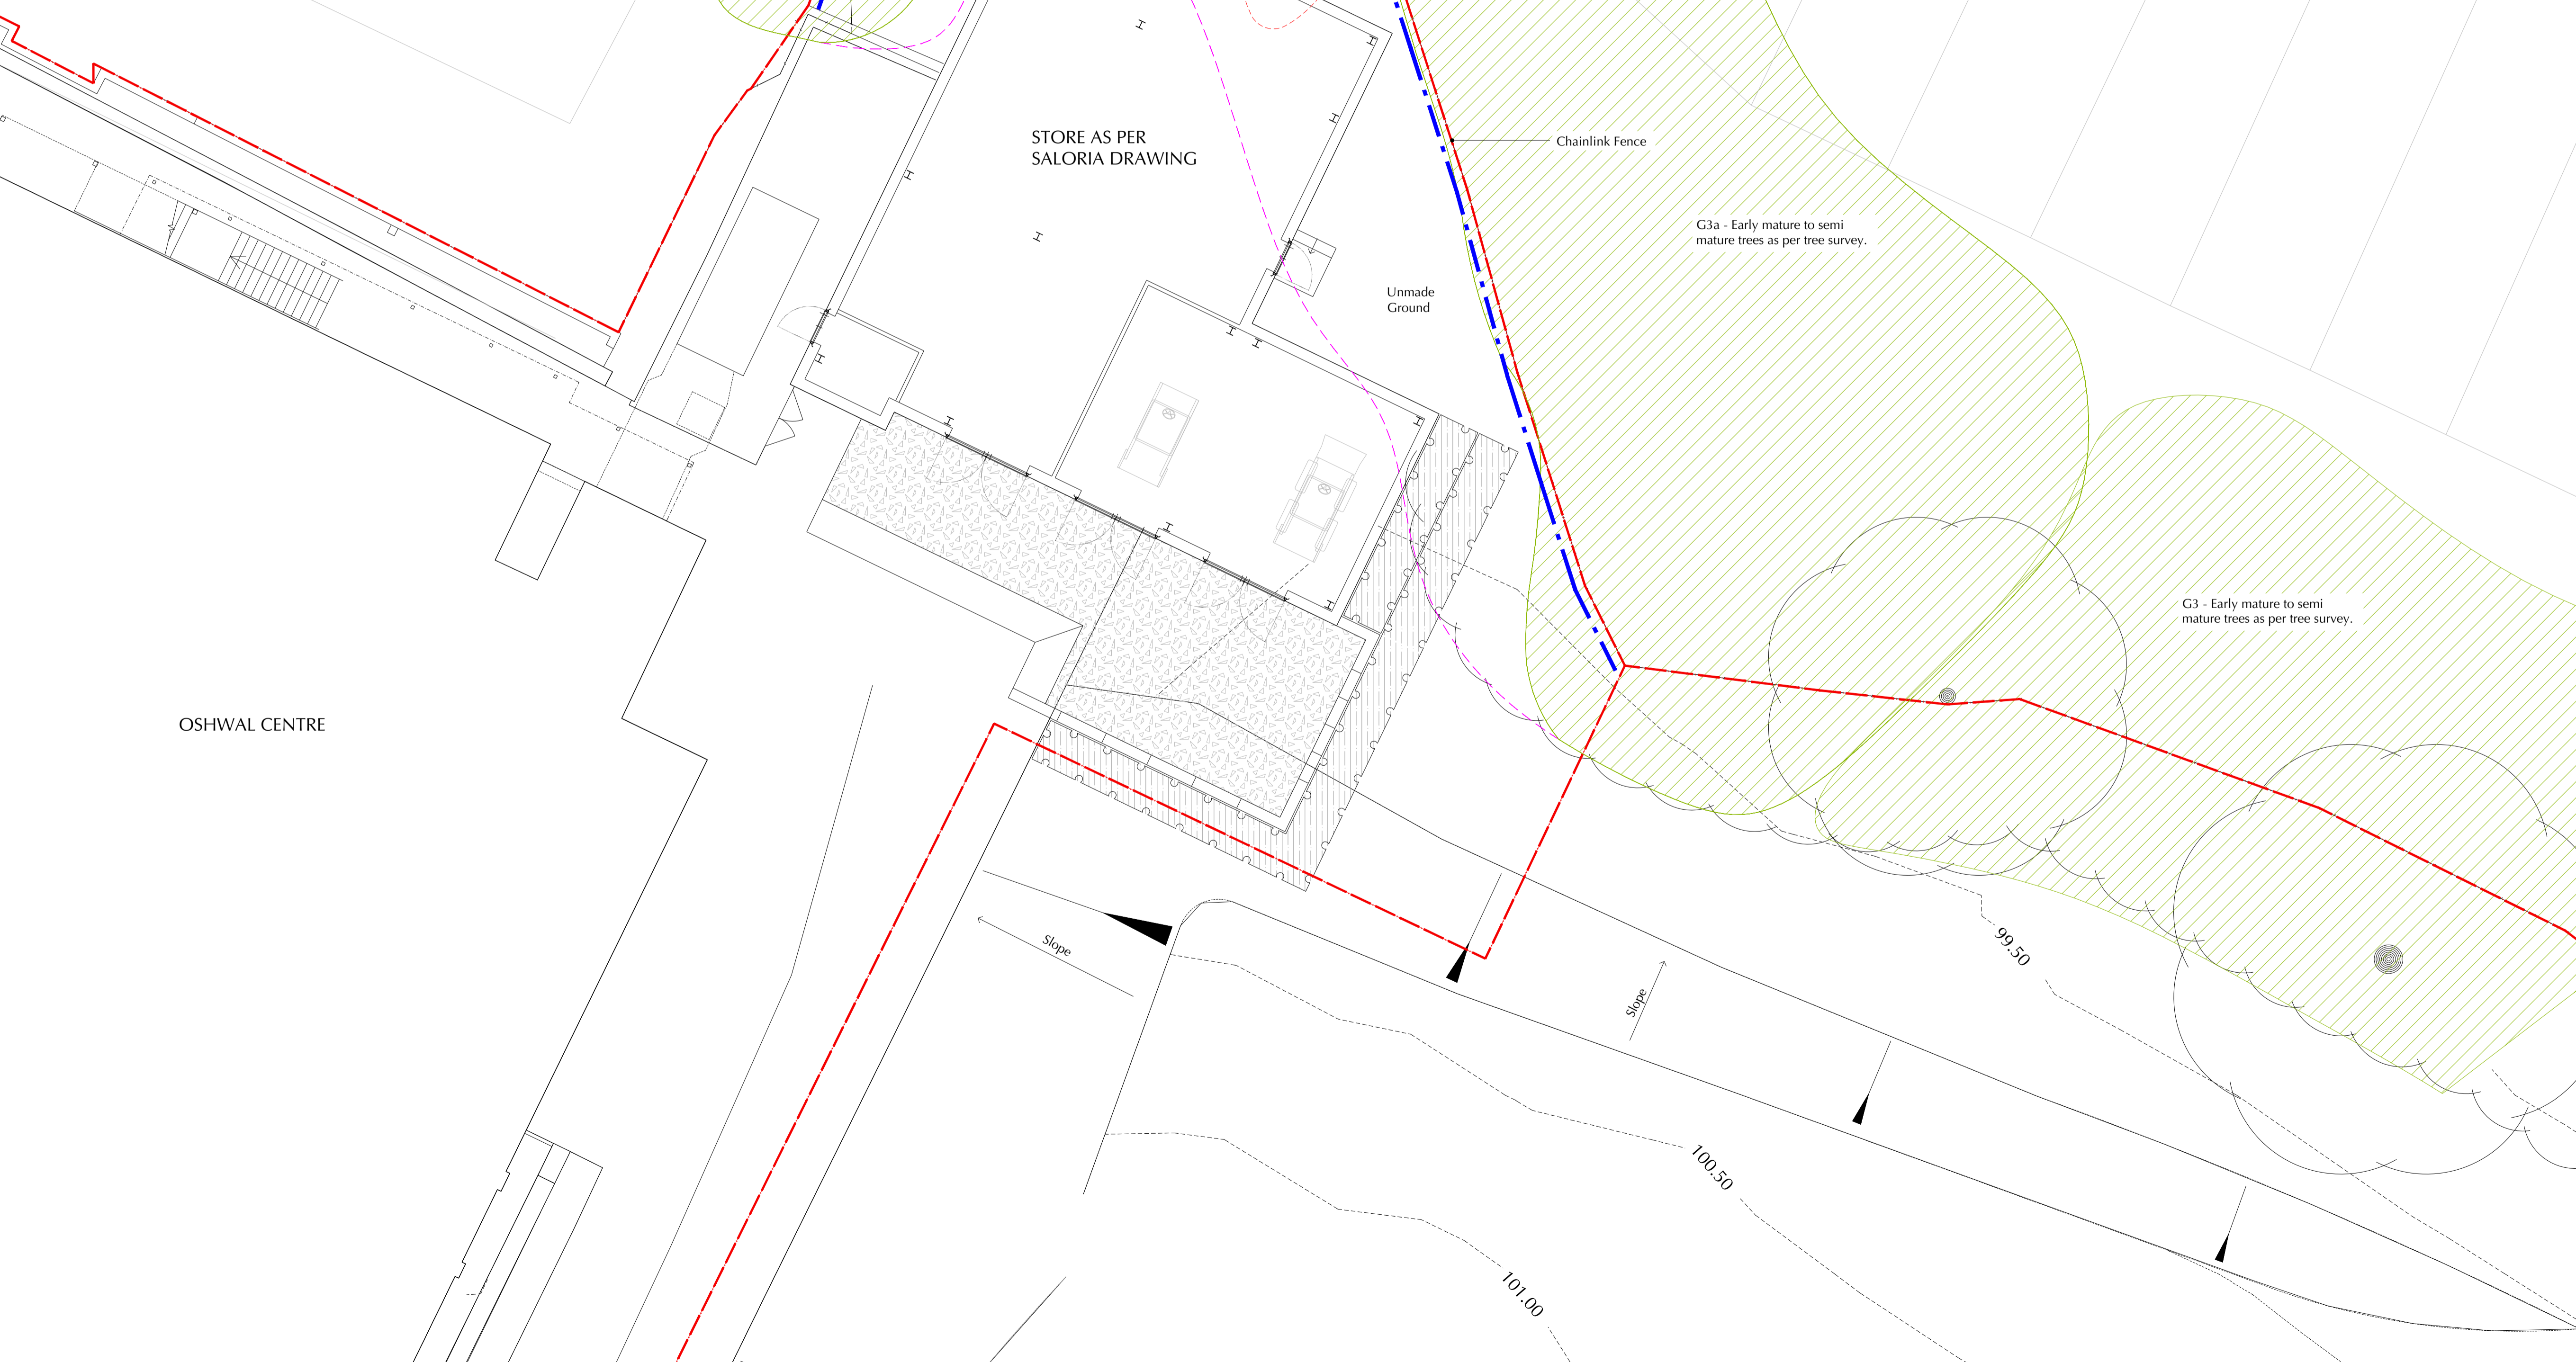 STORE AS PER
SALORIA DRAWING
Chainlink Fence
G3a - Early mature to semi
mature trees as per tree survey.
Unmade
Ground
G3 - Early mature to semi
mature trees as per tree survey.
OSHWAL CENTRE
Slope
Slope
99.50
100.50
101.00